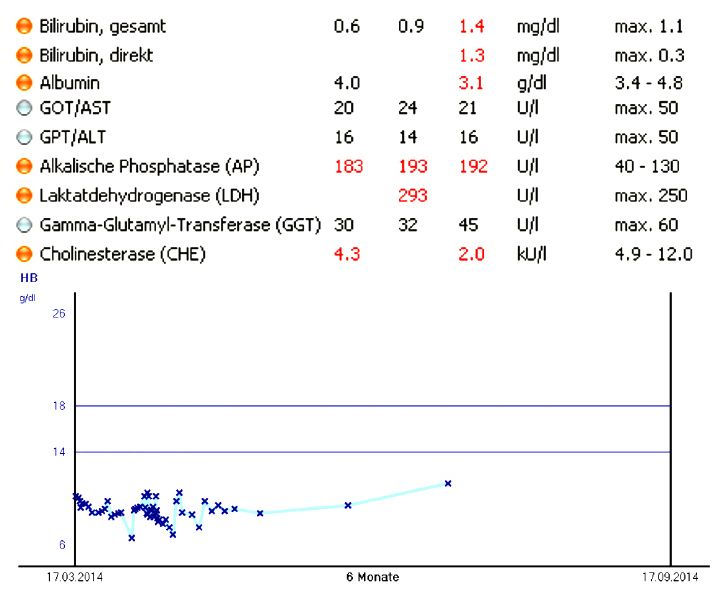 Bilirubin, gesamt 0.6 0.9 1.4 mg/dl max. 1.1
Bilirubin, direkt 1.3 mg/dl max. 0.3
Albumin 4.0 3.1 g/dl 3.4 - 4.8
GOT/AST 20 24 21 U/l max. 50
GPT/ALT 16 14 16 U/l max. 50
Alkalische Phosphatase (AP) 183 193 192 U/l 40 - 130
Laktatdehydrogenase (LDH) 293 U/l max. 250
Gamma-Glutamyl-Transferase (GGT) 30 32 45 U/l max. 60
Cholinesterase (CHE) 4.3 2.0 kU/l 4.9 - 12.0
HB
g/dl
26
18
14
6
17.03.2014 6 Monate 17.09.2014